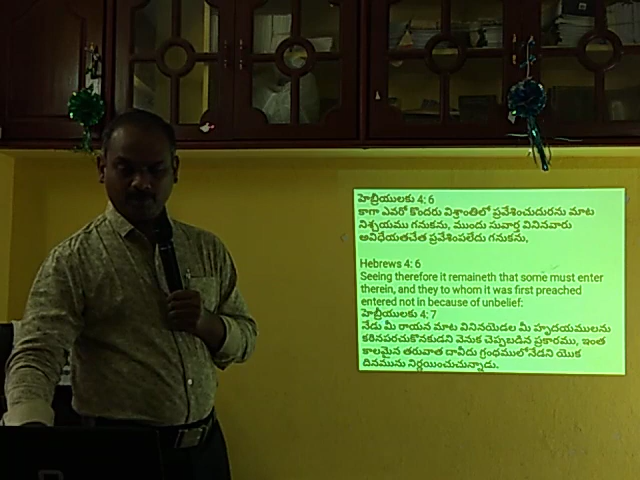 హెబ్రీయులకు 4: 6
కాగా ఎవరో కొందరు విశ్రాంతిలో ప్రవేశించుదురను మాట
నిశ్చయము గనుకను, ముందు సువార్త వినినవారు
అవిధేయతచేత ప్రవేశింపలేదు గనుకను,
Hebrews 4: 6
Seeing therefore it remaineth that some must enter
therein, and they to whom it was first preached
entered not in because of unbelief:
హెబ్రీయులకు 4: 7
నేడు మీ రాయన మాట వినినయెడల మీ హృదయములను
కఠినపరచుకొనకుడని వెనుక చెప్పబడిన ప్రకారము, ఇంత
కాలమైన తరువాత దావీదు గ్రంథములోనేడని యొక
దినమును నిర్ణయించుచున్నాడు.